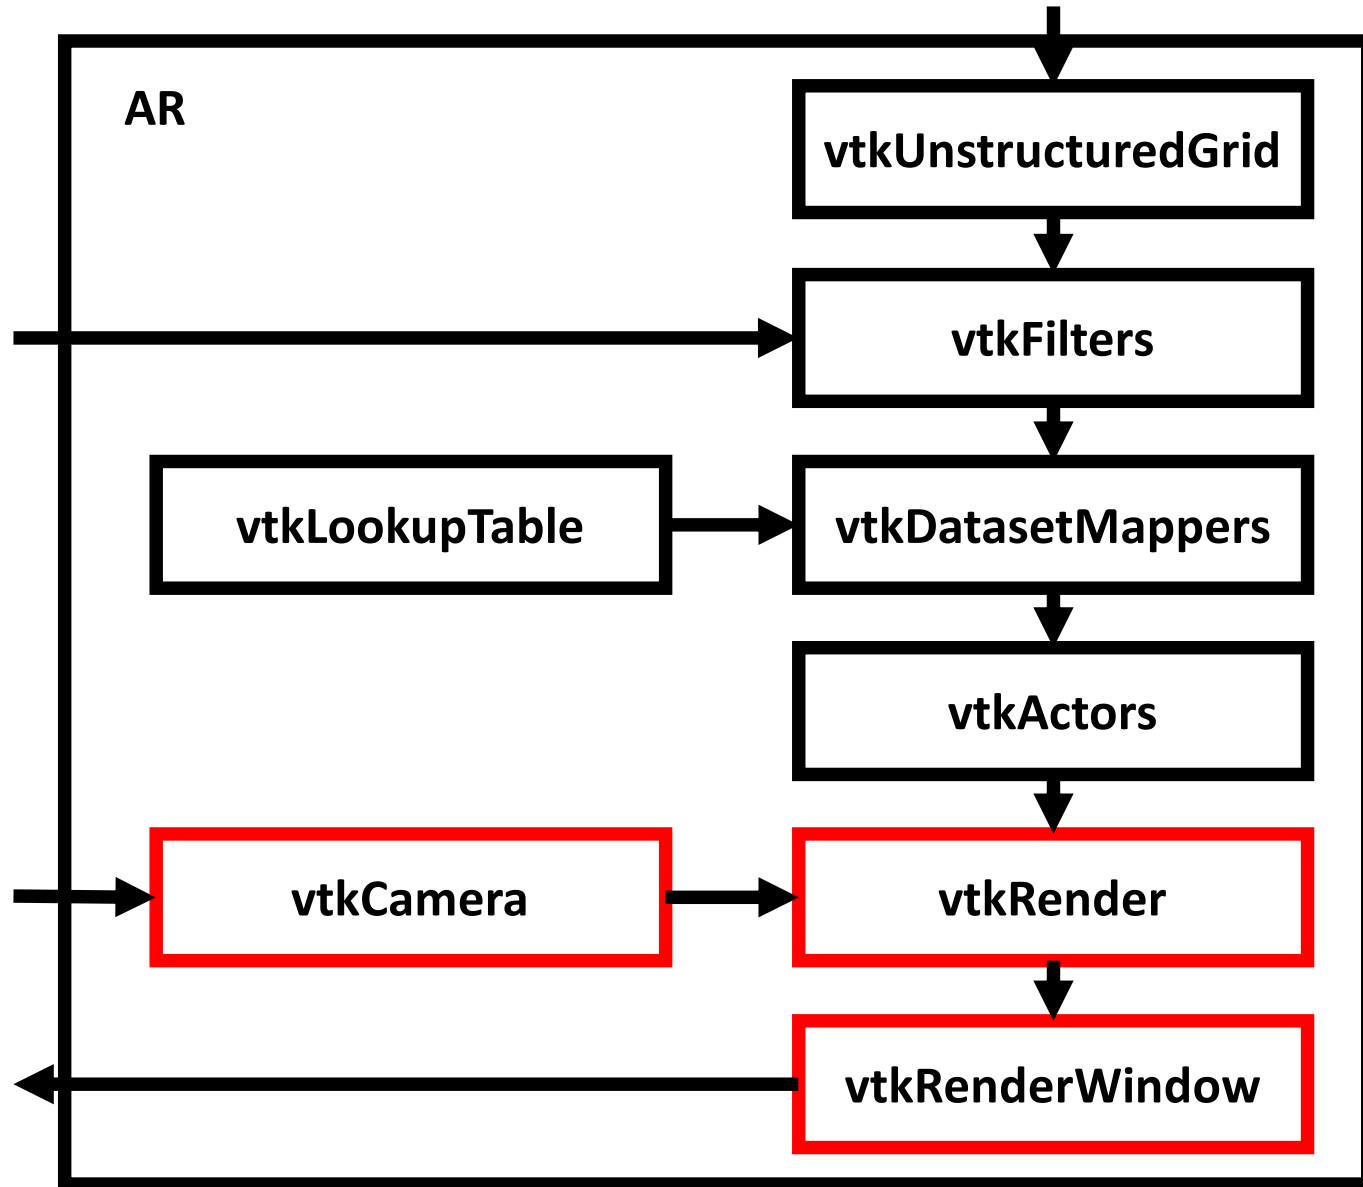 AR
vtkUnstructuredGrid
vtkFilters
vtkLookupTable
vtkDatasetMappers
vtkActors
vtkCamera
vtkRender
vtkRenderWindow